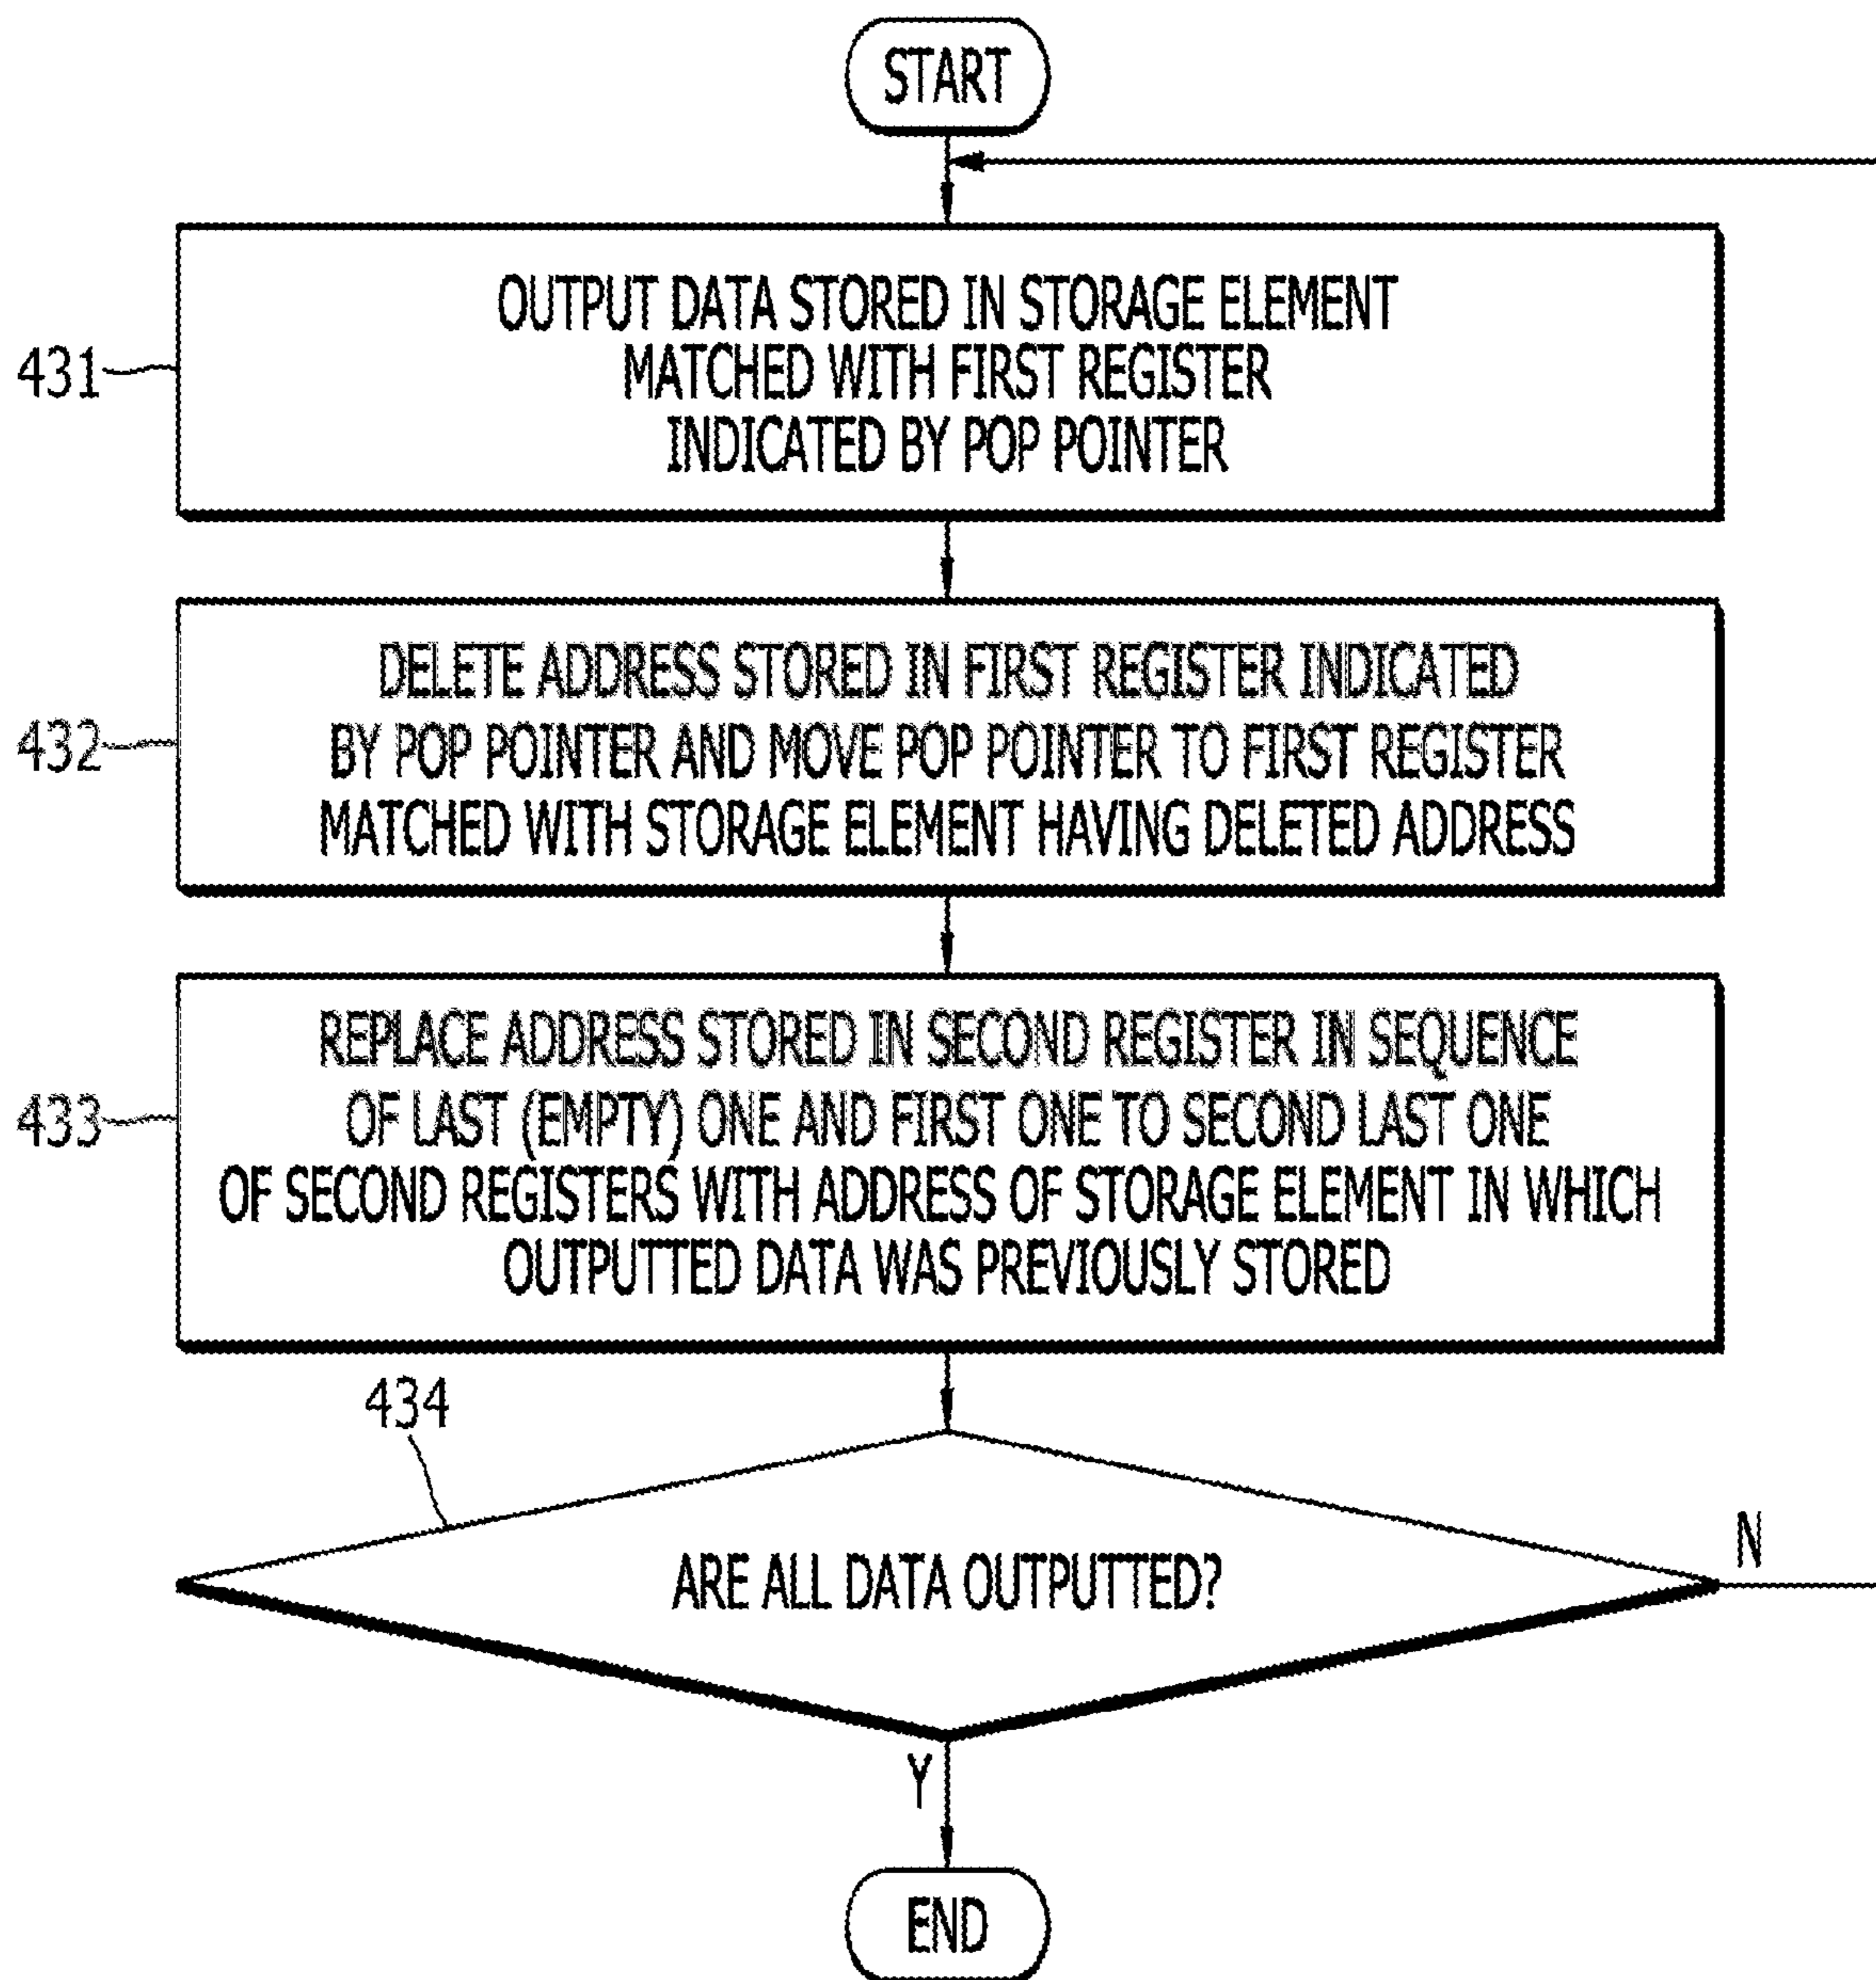 START
431
OUTPUT DATA STORED IN STORAGE ELEMENT
MATCHED WITH FIRST REGISTER
INDICATED BY POP POINTER
432
DELETE ADDRESS STORED IN FIRST REGISTER INDICATED
BY POP POINTER AND MOVE POP POINTER TO FIRST REGISTER
MATCHED WITH STORAGE ELEMENT HAVING DELETED ADDRESS
433
REPLACE ADDRESS STORED IN SECOND REGISTER IN SEQUENCE
OF LAST (EMPTY) ONE AND FIRST ONE TO SECOND LAST ONE
OF SECOND REGISTERS WITH ADDRESS OF STORAGE ELEMENT IN WHICH
OUTPUTTED DATA WAS PREVIOUSLY STORED
434
ARE ALL DATA OUTPUTTED?
N
Y
END